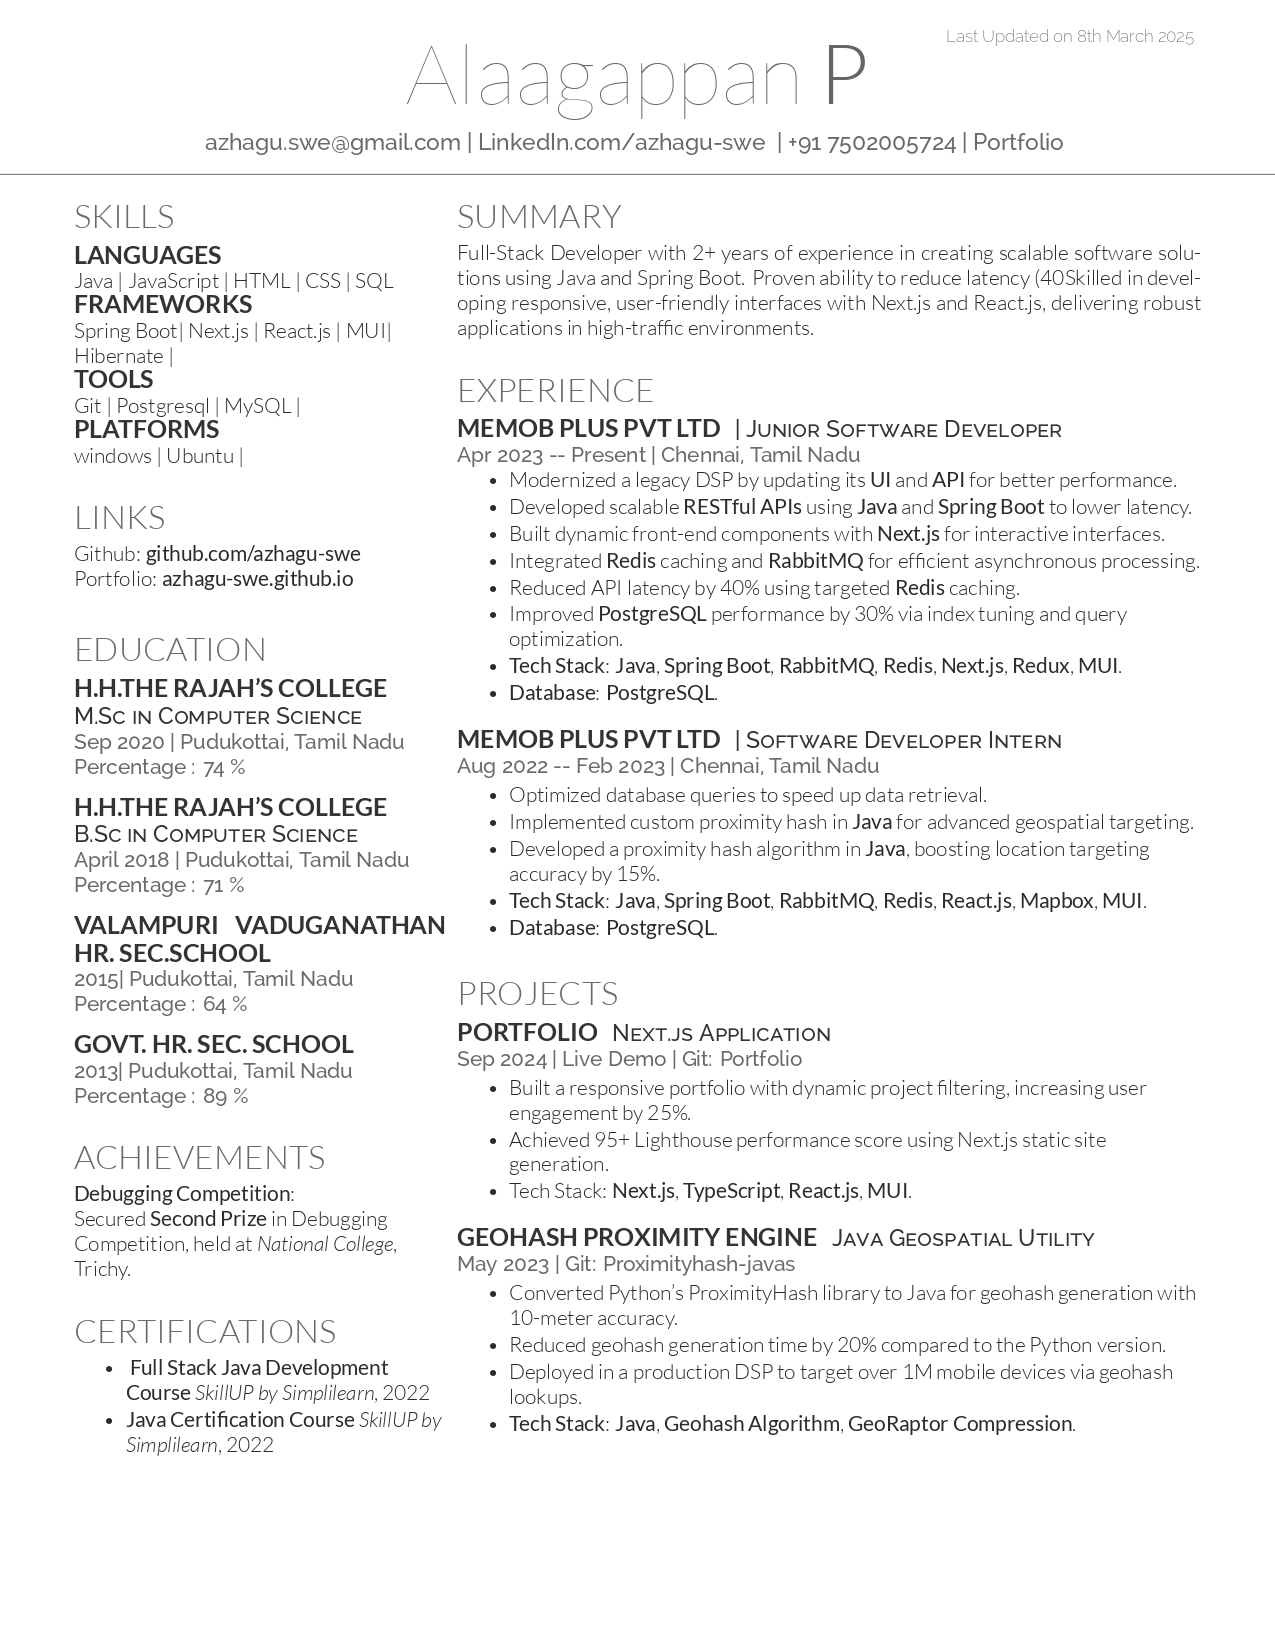 Last Updated on 8th March 2025
Alaagappan P
azhagu.swe@gmail.com | LinkedIn.com/azhagu-swe | +91 7502005724 | Portfolio
SKILLS
LANGUAGES
Java | JavaScript | HTML | CSS | SQL
FRAMEWORKS
Spring Boot| Next.js | React.js | MUI|
Hibernate |
TOOLS
Git | Postgresql | MySQL |
PLATFORMS
windows | Ubuntu |
LINKS
Github: github.com/azhagu-swe
Portfolio: azhagu-swe.github.io
EDUCATION
H.H.THE RAJAH'S COLLEGE
M.Sc in Computer Science
Sep 2020 | Pudukottai, Tamil Nadu
Percentage : 74 %
H.H.THE RAJAH'S COLLEGE
B.Sc in Computer Science
April 2018 | Pudukottai, Tamil Nadu
Percentage : 71 %
VALAMPURI VADUGANATHAN
HR. SEC.SCHOOL
2015| Pudukottai, Tamil Nadu
Percentage : 64 %
GOVT. HR. SEC. SCHOOL
2013| Pudukottai, Tamil Nadu
Percentage : 89 %
ACHIEVEMENTS
Debugging Competition:
Secured Second Prize in Debugging
Competition, held at National College,
Trichy.
CERTIFICATIONS
• Full Stack Java Development
Course SkillUP by Simplilearn, 2022
• Java Certification Course SkillUP by
Simplilearn, 2022
SUMMARY
Full-Stack Developer with 2+ years of experience in creating scalable software solu-
tions using Java and Spring Boot. Proven ability to reduce latency (40Skilled in devel-
oping responsive, user-friendly interfaces with Next.js and React.js, delivering robust
applications in high-traffic environments.
EXPERIENCE
MEMOB PLUS PVT LTD | Junior Software Developer
Apr 2023 -- Present | Chennai, Tamil Nadu
• Modernized a legacy DSP by updating its UI and API for better performance.
• Developed scalable RESTful APIs using Java and Spring Boot to lower latency.
• Built dynamic front-end components with Next.js for interactive interfaces.
• Integrated Redis caching and RabbitMQ for efficient asynchronous processing.
• Reduced API latency by 40% using targeted Redis caching.
• Improved PostgreSQL performance by 30% via index tuning and query
optimization.
• Tech Stack: Java, Spring Boot, RabbitMQ, Redis, Next.js, Redux, MUI.
• Database: PostgreSQL.
MEMOB PLUS PVT LTD | Software Developer Intern
Aug 2022 -- Feb 2023 | Chennai, Tamil Nadu
• Optimized database queries to speed up data retrieval.
• Implemented custom proximity hash in Java for advanced geospatial targeting.
• Developed a proximity hash algorithm in Java, boosting location targeting
accuracy by 15%.
• Tech Stack: Java, Spring Boot, RabbitMQ, Redis, React.js, Mapbox, MUI.
• Database: PostgreSQL.
PROJECTS
PORTFOLIO Next.js Application
Sep 2024 | Live Demo | Git: Portfolio
• Built a responsive portfolio with dynamic project filtering, increasing user
engagement by 25%.
• Achieved 95+ Lighthouse performance score using Next.js static site
generation.
• Tech Stack: Next.js, TypeScript, React.js, MUI.
GEOHASH PROXIMITY ENGINE Java Geospatial Utility
May 2023 | Git: Proximityhash-javas
• Converted Python's ProximityHash library to Java for geohash generation with
10-meter accuracy.
• Reduced geohash generation time by 20% compared to the Python version.
• Deployed in a production DSP to target over 1M mobile devices via geohash
lookups.
• Tech Stack: Java, Geohash Algorithm, GeoRaptor Compression.